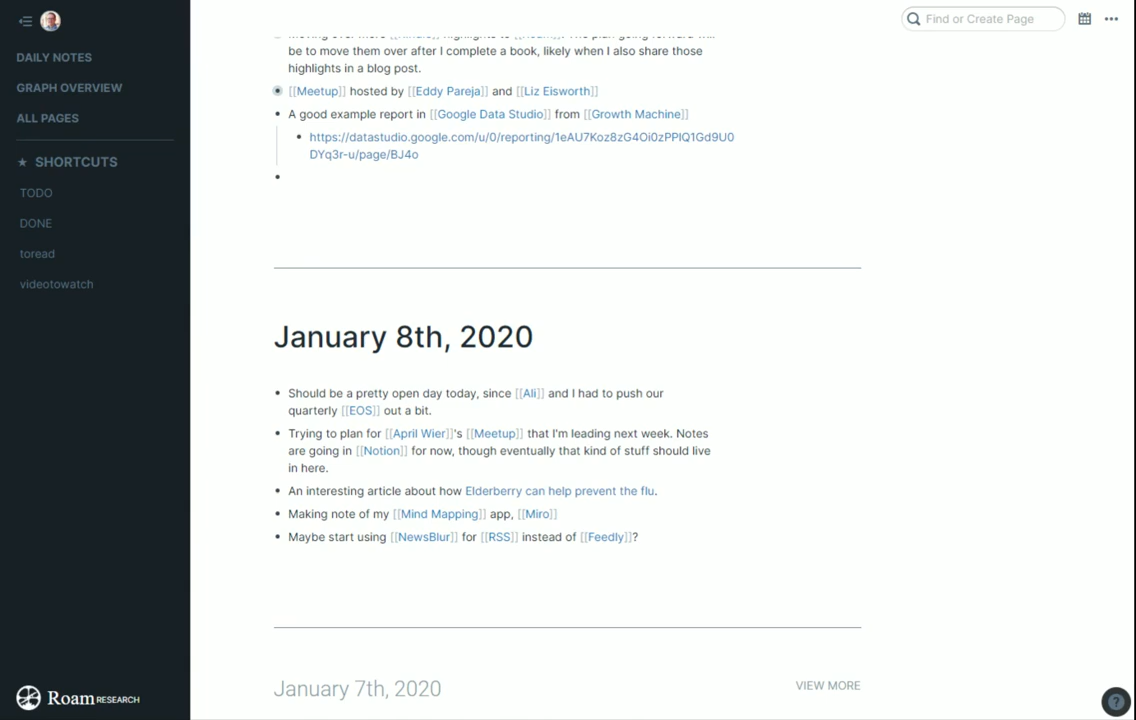 Find or Create Page
DAILY NOTES
GRAPH OVERVIEW
ALL PAGES
★ SHORTCUTS
TODO
DONE
toread
videotowatch
Roam RESEARCH
be to move them over after I complete a book, likely when I also share those
highlights in a blog post.
[[Meetup]] hosted by [[Eddy Pareja]] and [[Liz Eisworth]]
A good example report in [[Google Data Studio]] from [[Growth Machine]]
https://datastudio.google.com/u/0/reporting/1eAU7Koz8zG4Oi0zPPIQ1Gd9U0
DYq3r-u/page/BJ4o
January 8th, 2020
Should be a pretty open day today, since [[Ali]] and I had to push our
quarterly [[EOS]] out a bit.
Trying to plan for [[April Wier]]'s [[Meetup]] that I'm leading next week. Notes
are going in [[Notion]] for now, though eventually that kind of stuff should live
in here.
An interesting article about how Elderberry can help prevent the flu.
Making note of my [[Mind Mapping]] app, [[Miro]]
Maybe start using [[NewsBlur]] for [[RSS]] instead of [[Feedly]]?
January 7th, 2020
VIEW MORE
?